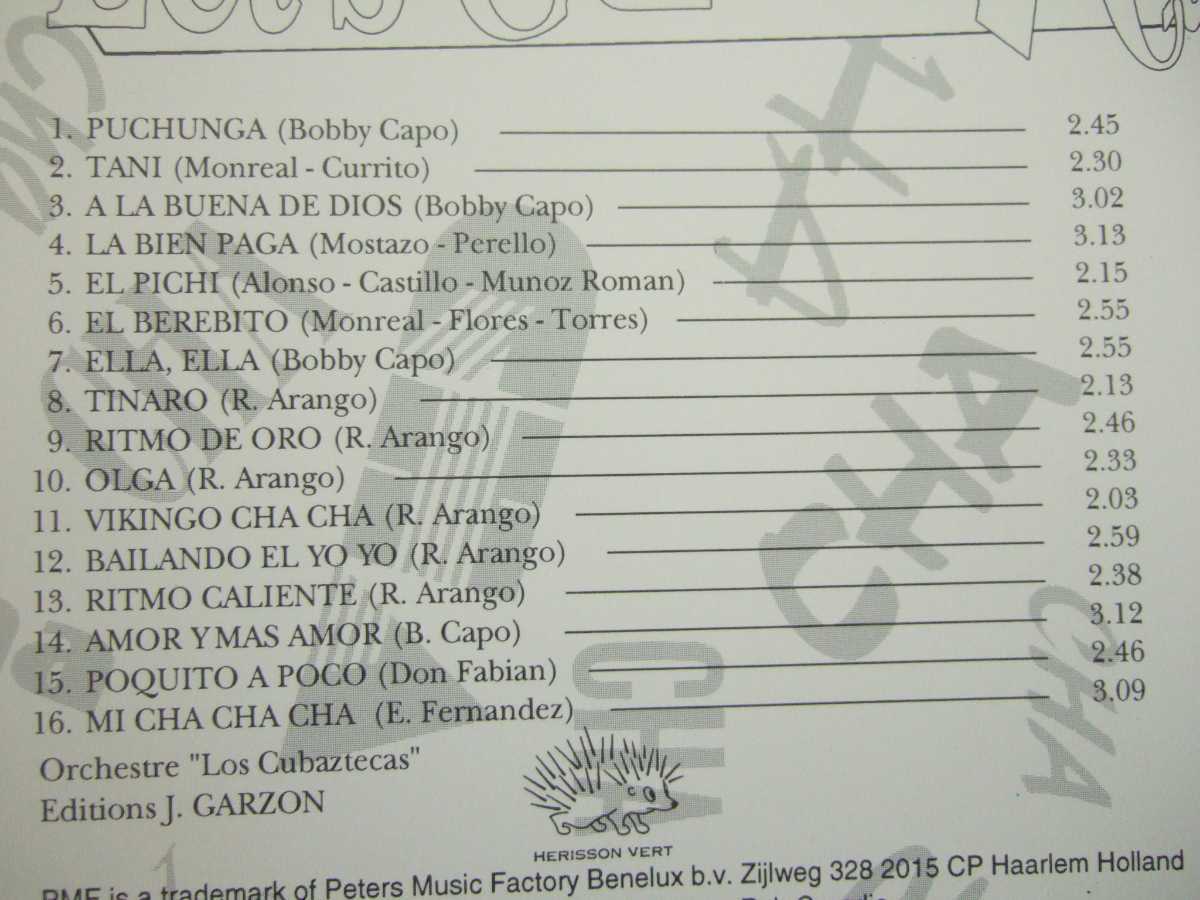 1. PUCHUNGA (Bobby Capo) 2.45
2. TANI (Monreal - Currito) 2.30
3. A LA BUENA DE DIOS (Bobby Capo) 3.02
4. LA BIEN PAGA (Mostazo - Perello) 3.13
5. EL PICHI (Alonso - Castillo - Munoz Roman) 2.15
6. EL BEREBITO (Monreal - Flores - Torres) 2.55
7. ELLA, ELLA (Bobby Capo) 2.55
8. TINARO (R. Arango) 2.13
9. RITMO DE ORO (R. Arango) 2.46
10. OLGA (R. Arango) 2.33
11. VIKINGO CHA CHA (R. Arango) 2.03
12. BAILANDO EL YO YO (R. Arango) 2.59
13. RITMO CALIENTE (R. Arango) 2.38
14. AMOR Y MAS AMOR (B. Capo) 3.12
15. POQUITO A POCO (Don Fabian) 2.46
16. MI CHA CHA CHA (E. Fernandez) 3.09
Orchestre "Los Cubaztecas"
Editions J. GARZON
HERISSON VERT
PMF is a trademark of Peters Music Factory Benelux b.v. Zijlweg 328 2015 CP Haarlem Holland
CHA
CHA
CHA